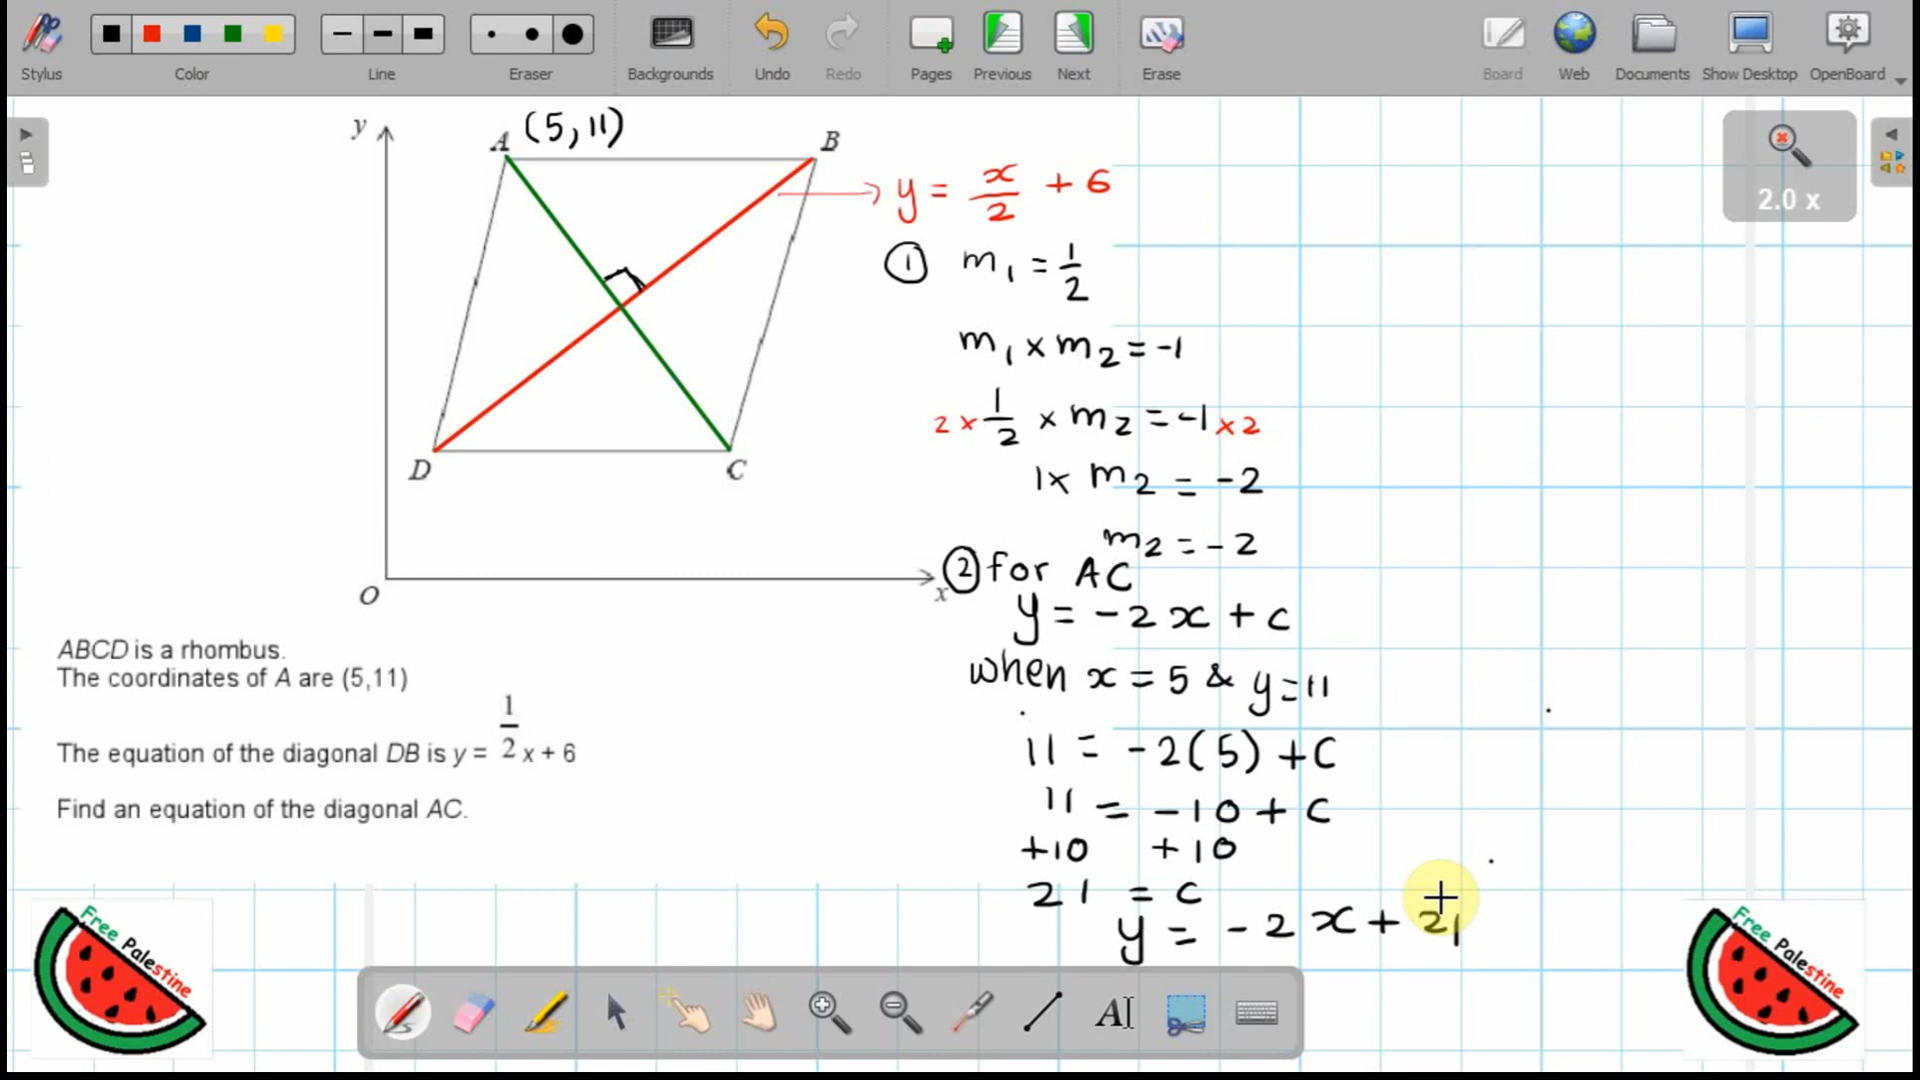 Stylus
Color
Line
Eraser
Backgrounds
Undo
Redo
Pages
Previous
Next
Erase
Board
Web
Documents
Show Desktop
OpenBoard
2.0 x
y
A (5,11)
B
D
C
O
x
y = x/2 + 6
① m₁ = 1/2
m₁ × m₂ = -1
2 × 1/2 × m₂ = -1 × 2
1 × m₂ = -2
m₂ = -2
② for AC
y = -2x + c
when x = 5 & y = 11
11 = -2(5) + C
11 = -10 + C
+10 +10
21 = C
y = -2x + 21
ABCD is a rhombus.
The coordinates of A are (5,11)
The equation of the diagonal DB is y = 1/2 x + 6
Find an equation of the diagonal AC.
Free Palestine
Free Palestine
AI